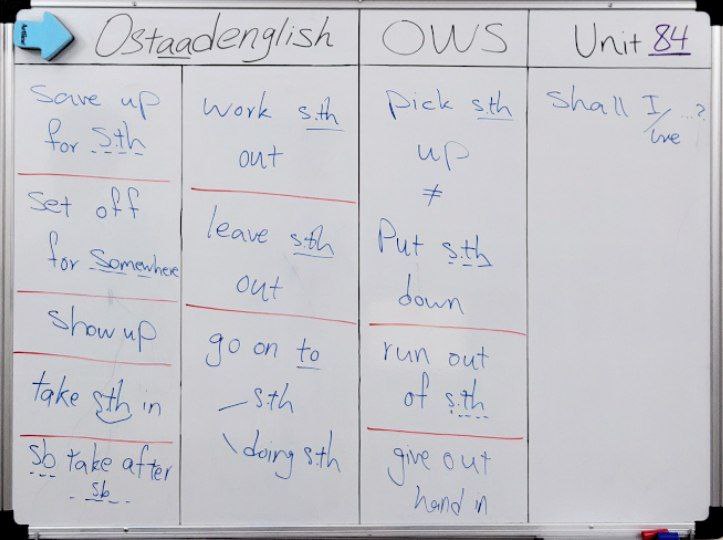 Ostaadenglish
OWS
Unit 84
Save up
for s.th
Set off
for Somewhere
Show up
take sth in
sb take after
sb
work s.th
out
leave s.th
out
go on to
s.th
doing s.th
Pick s.th
up
≠
Put s.th
down
run out
of s.th
give out
hand in
Shall I/we ...?